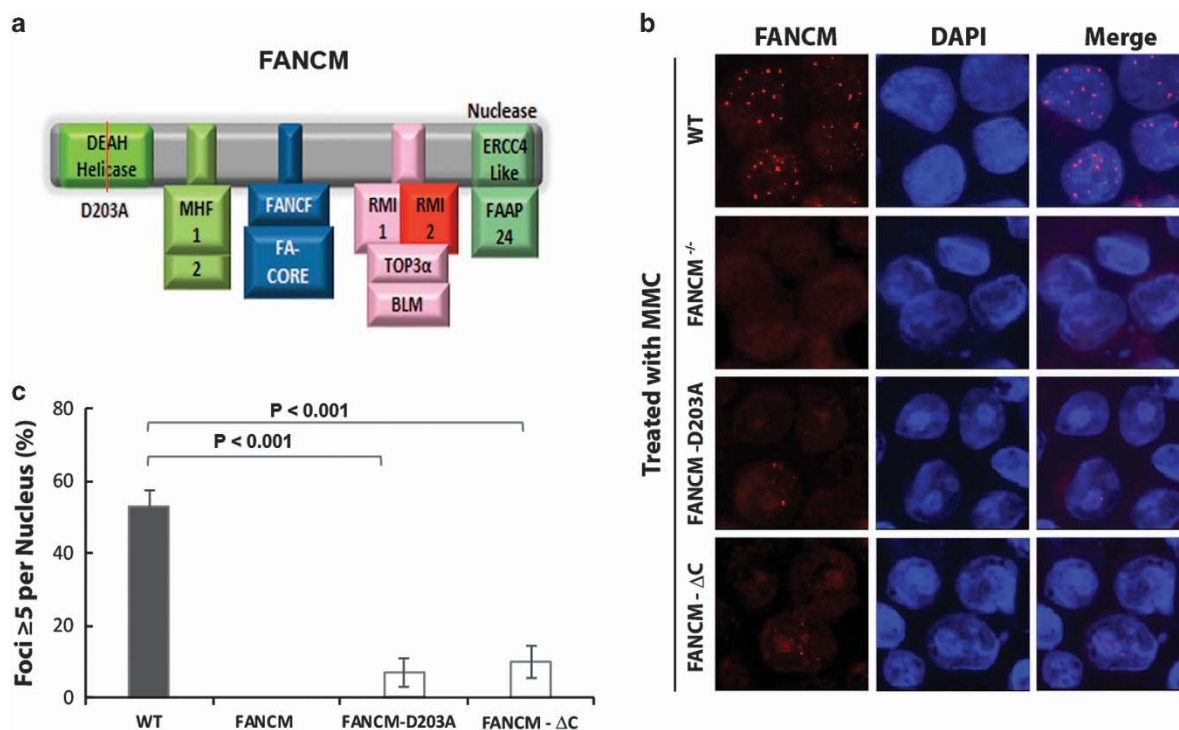 a
FANCM
Nuclease
DEAH
Helicase
ERCC4
Like
D203A
MHF
1
2
FANCF
FA-
CORE
RMI
1
RMI
2
TOP3α
BLM
FAAP
24
b
FANCM
DAPI
Merge
Treated with MMC
WT
FANCM-/-
FANCM-D203A
FANCM - ΔC
c
Foci ≥5 per Nucleus (%)
80
60
40
20
0
P < 0.001
P < 0.001
WT
FANCM
FANCM-D203A
FANCM - ΔC